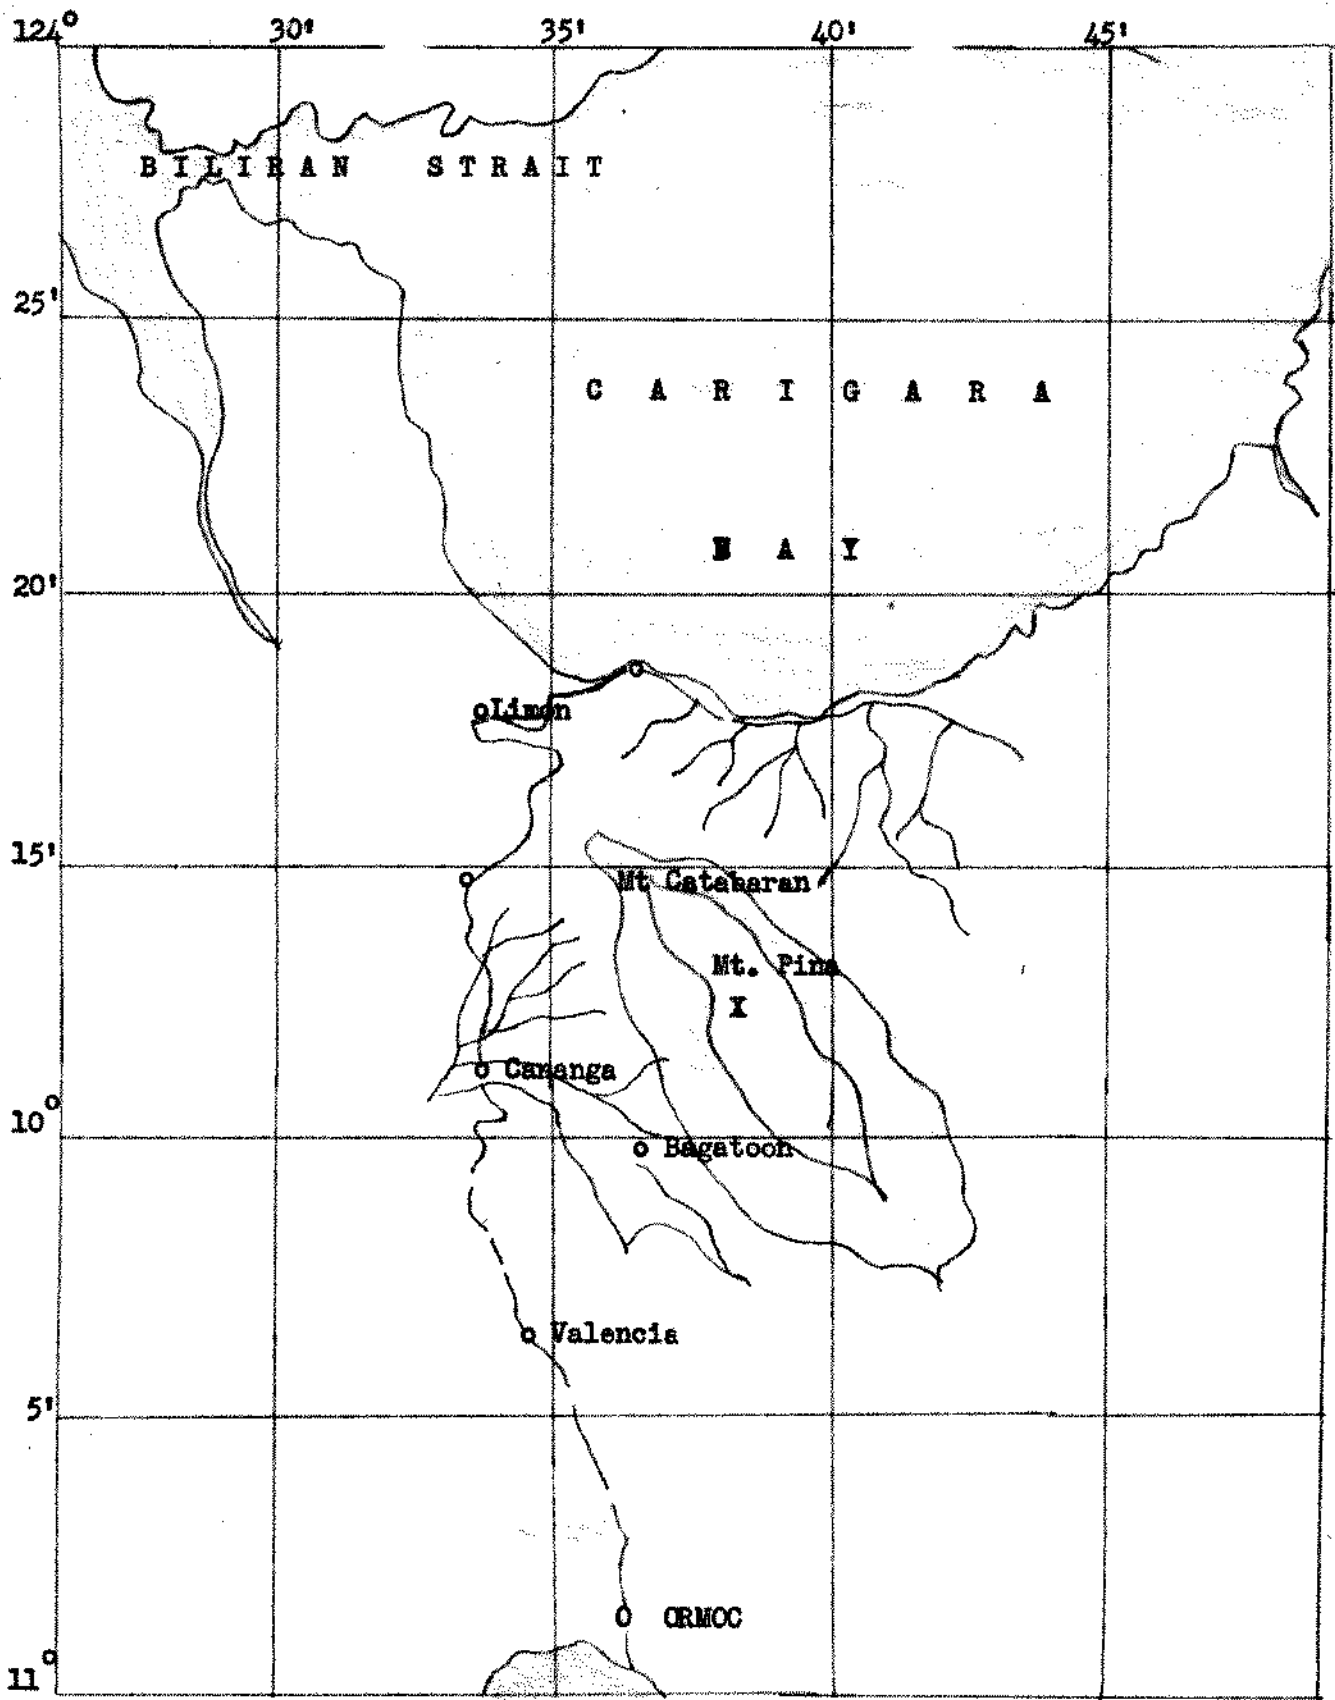 124° 30' 35' 40' 45'
BILIRAN STRAIT
25'
CARIGARA
BAY
20'
Limon
15'
Mt Catabaran
Mt. Pina
X
Cananga
10°
Bagatoon
Valencia
5'
ORMOC
11°